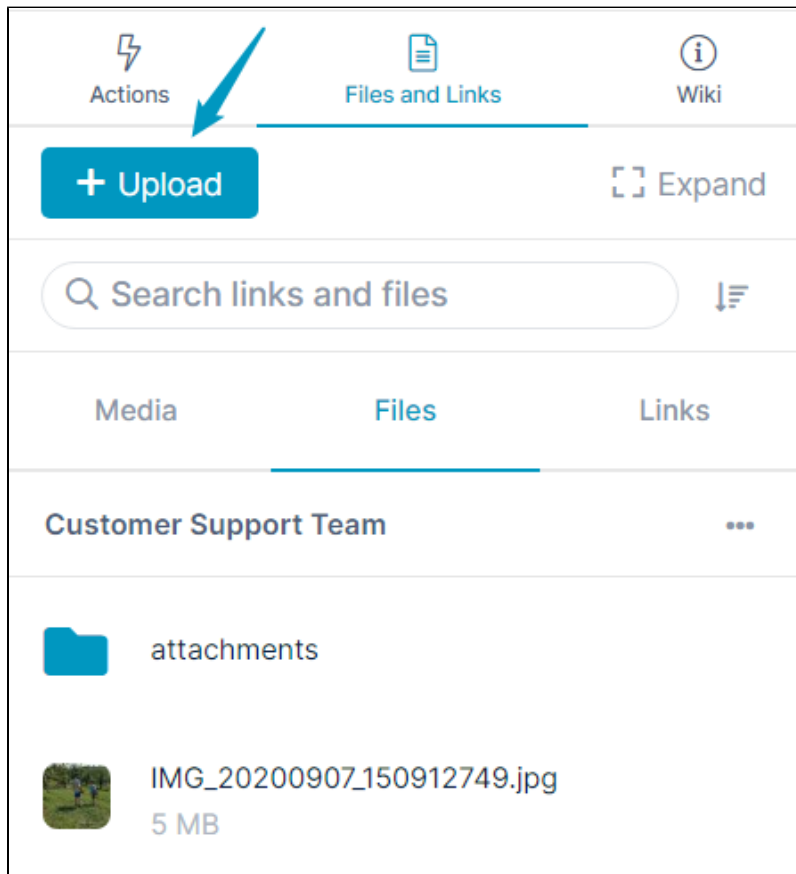 Actions Files and Links Wiki
+ Upload Expand
Search links and files
Media Files Links
Customer Support Team
attachments
IMG_20200907_150912749.jpg
5 MB